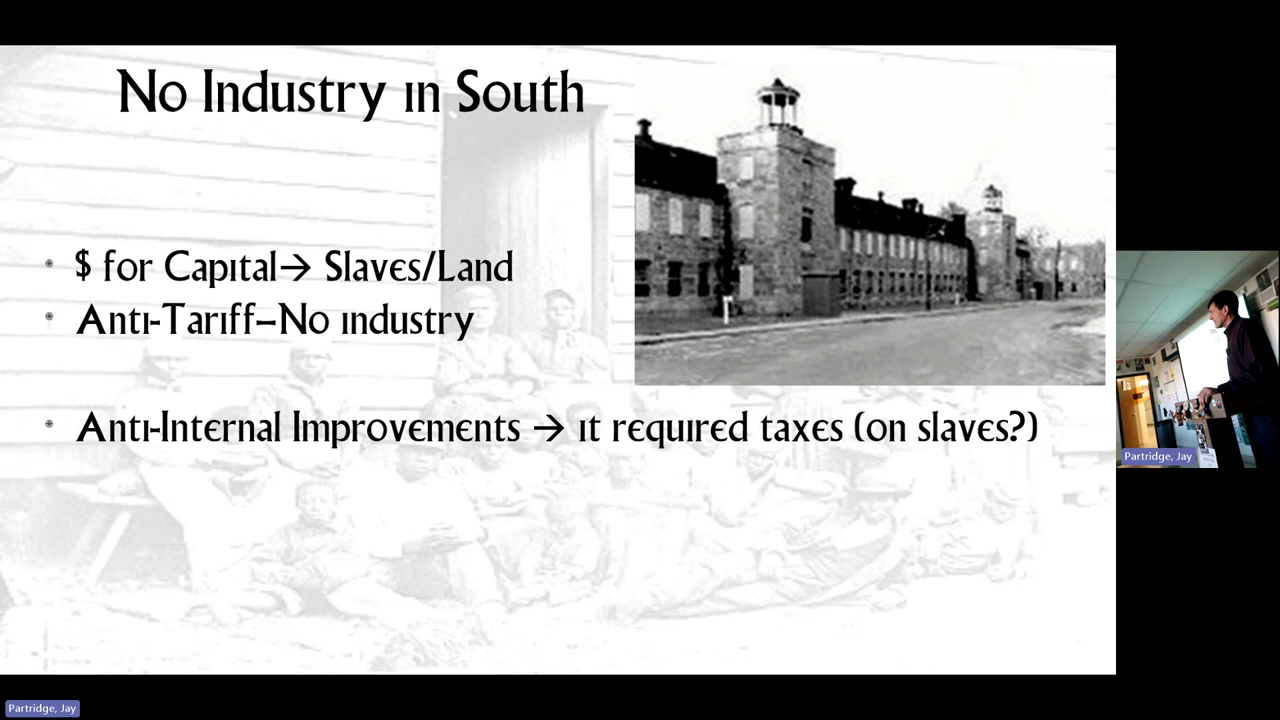 No Industry in South
• $ for Capital→ Slaves/Land
• Anti-Tariff–No industry
• Anti-Internal Improvements → it required taxes (on slaves?)
Partridge, Jay
Partridge, Jay